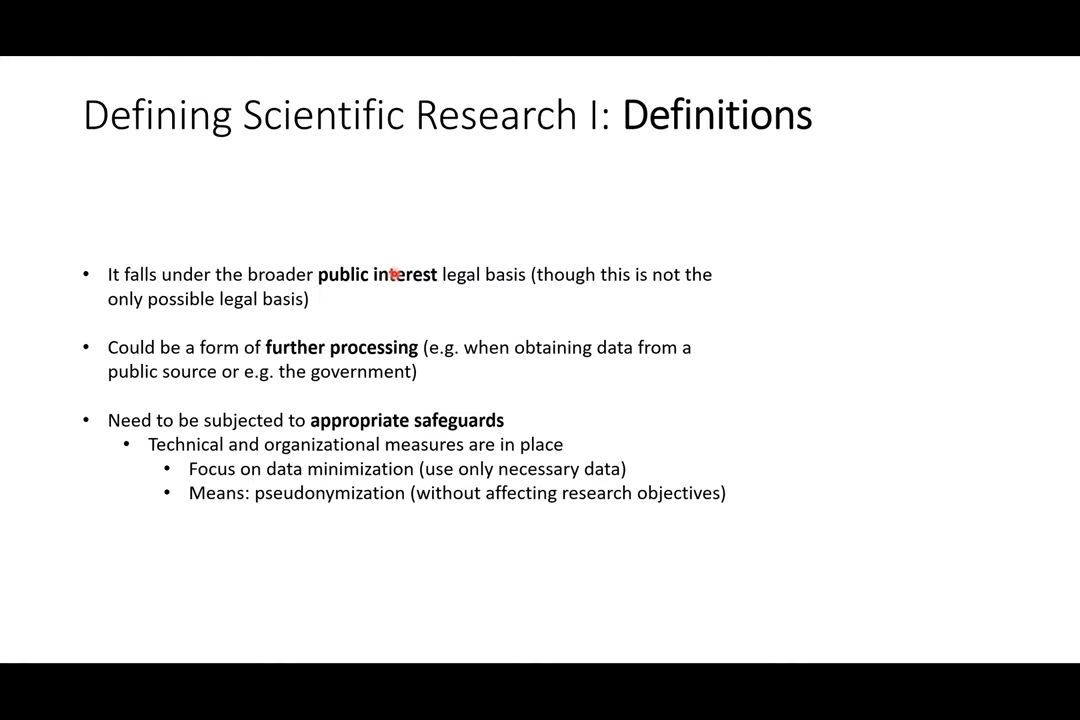 Defining Scientific Research I: Definitions
• It falls under the broader public interest legal basis (though this is not the
only possible legal basis)
• Could be a form of further processing (e.g. when obtaining data from a
public source or e.g. the government)
• Need to be subjected to appropriate safeguards
• Technical and organizational measures are in place
• Focus on data minimization (use only necessary data)
• Means: pseudonymization (without affecting research objectives)